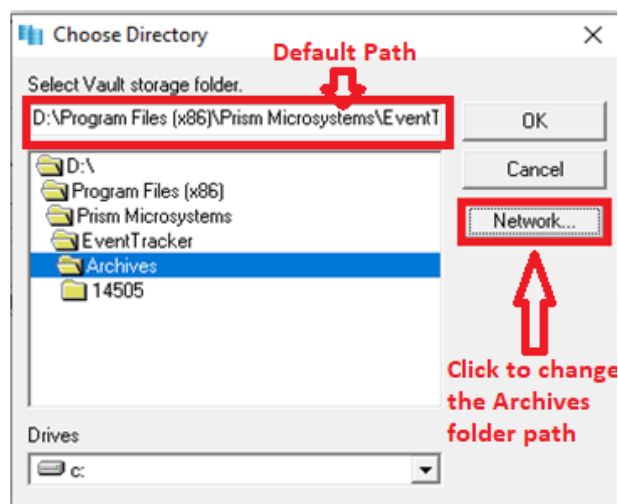 Choose Directory
Default Path
Select Vault storage folder.
D:\Program Files (x86)\Prism Microsystems\EventT
OK
D:\
Cancel
Program Files (x86)
Prism Microsystems
Network...
EventTracker
Archives
14505
Click to change
the Archives
folder path
Drives
c: